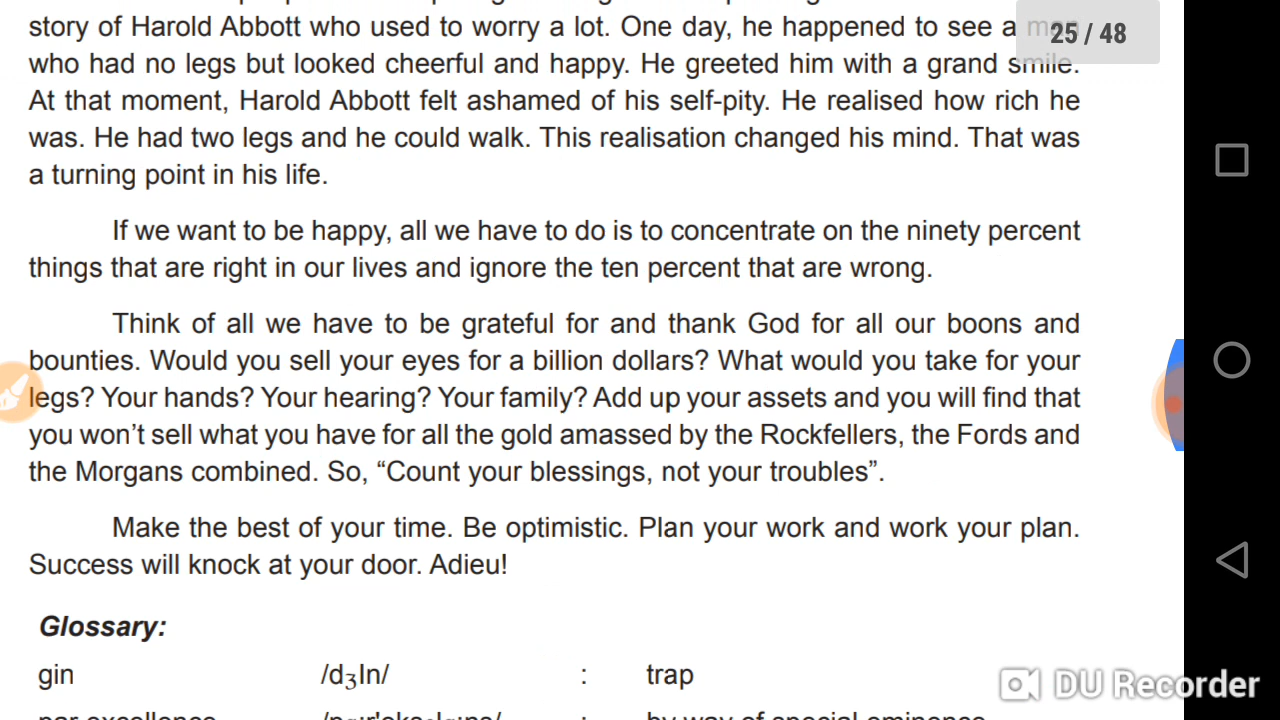 story of Harold Abbott who used to worry a lot. One day, he happened to see a man
25 / 48
who had no legs but looked cheerful and happy. He greeted him with a grand smile.
At that moment, Harold Abbott felt ashamed of his self-pity. He realised how rich he
was. He had two legs and he could walk. This realisation changed his mind. That was
a turning point in his life.
If we want to be happy, all we have to do is to concentrate on the ninety percent
things that are right in our lives and ignore the ten percent that are wrong.
Think of all we have to be grateful for and thank God for all our boons and
bounties. Would you sell your eyes for a billion dollars? What would you take for your
legs? Your hands? Your hearing? Your family? Add up your assets and you will find that
you won't sell what you have for all the gold amassed by the Rockfellers, the Fords and
the Morgans combined. So, “Count your blessings, not your troubles”.
Make the best of your time. Be optimistic. Plan your work and work your plan.
Success will knock at your door. Adieu!
Glossary:
gin /dʒIn/ : trap
par excellence : by way of special eminence
DU Recorder